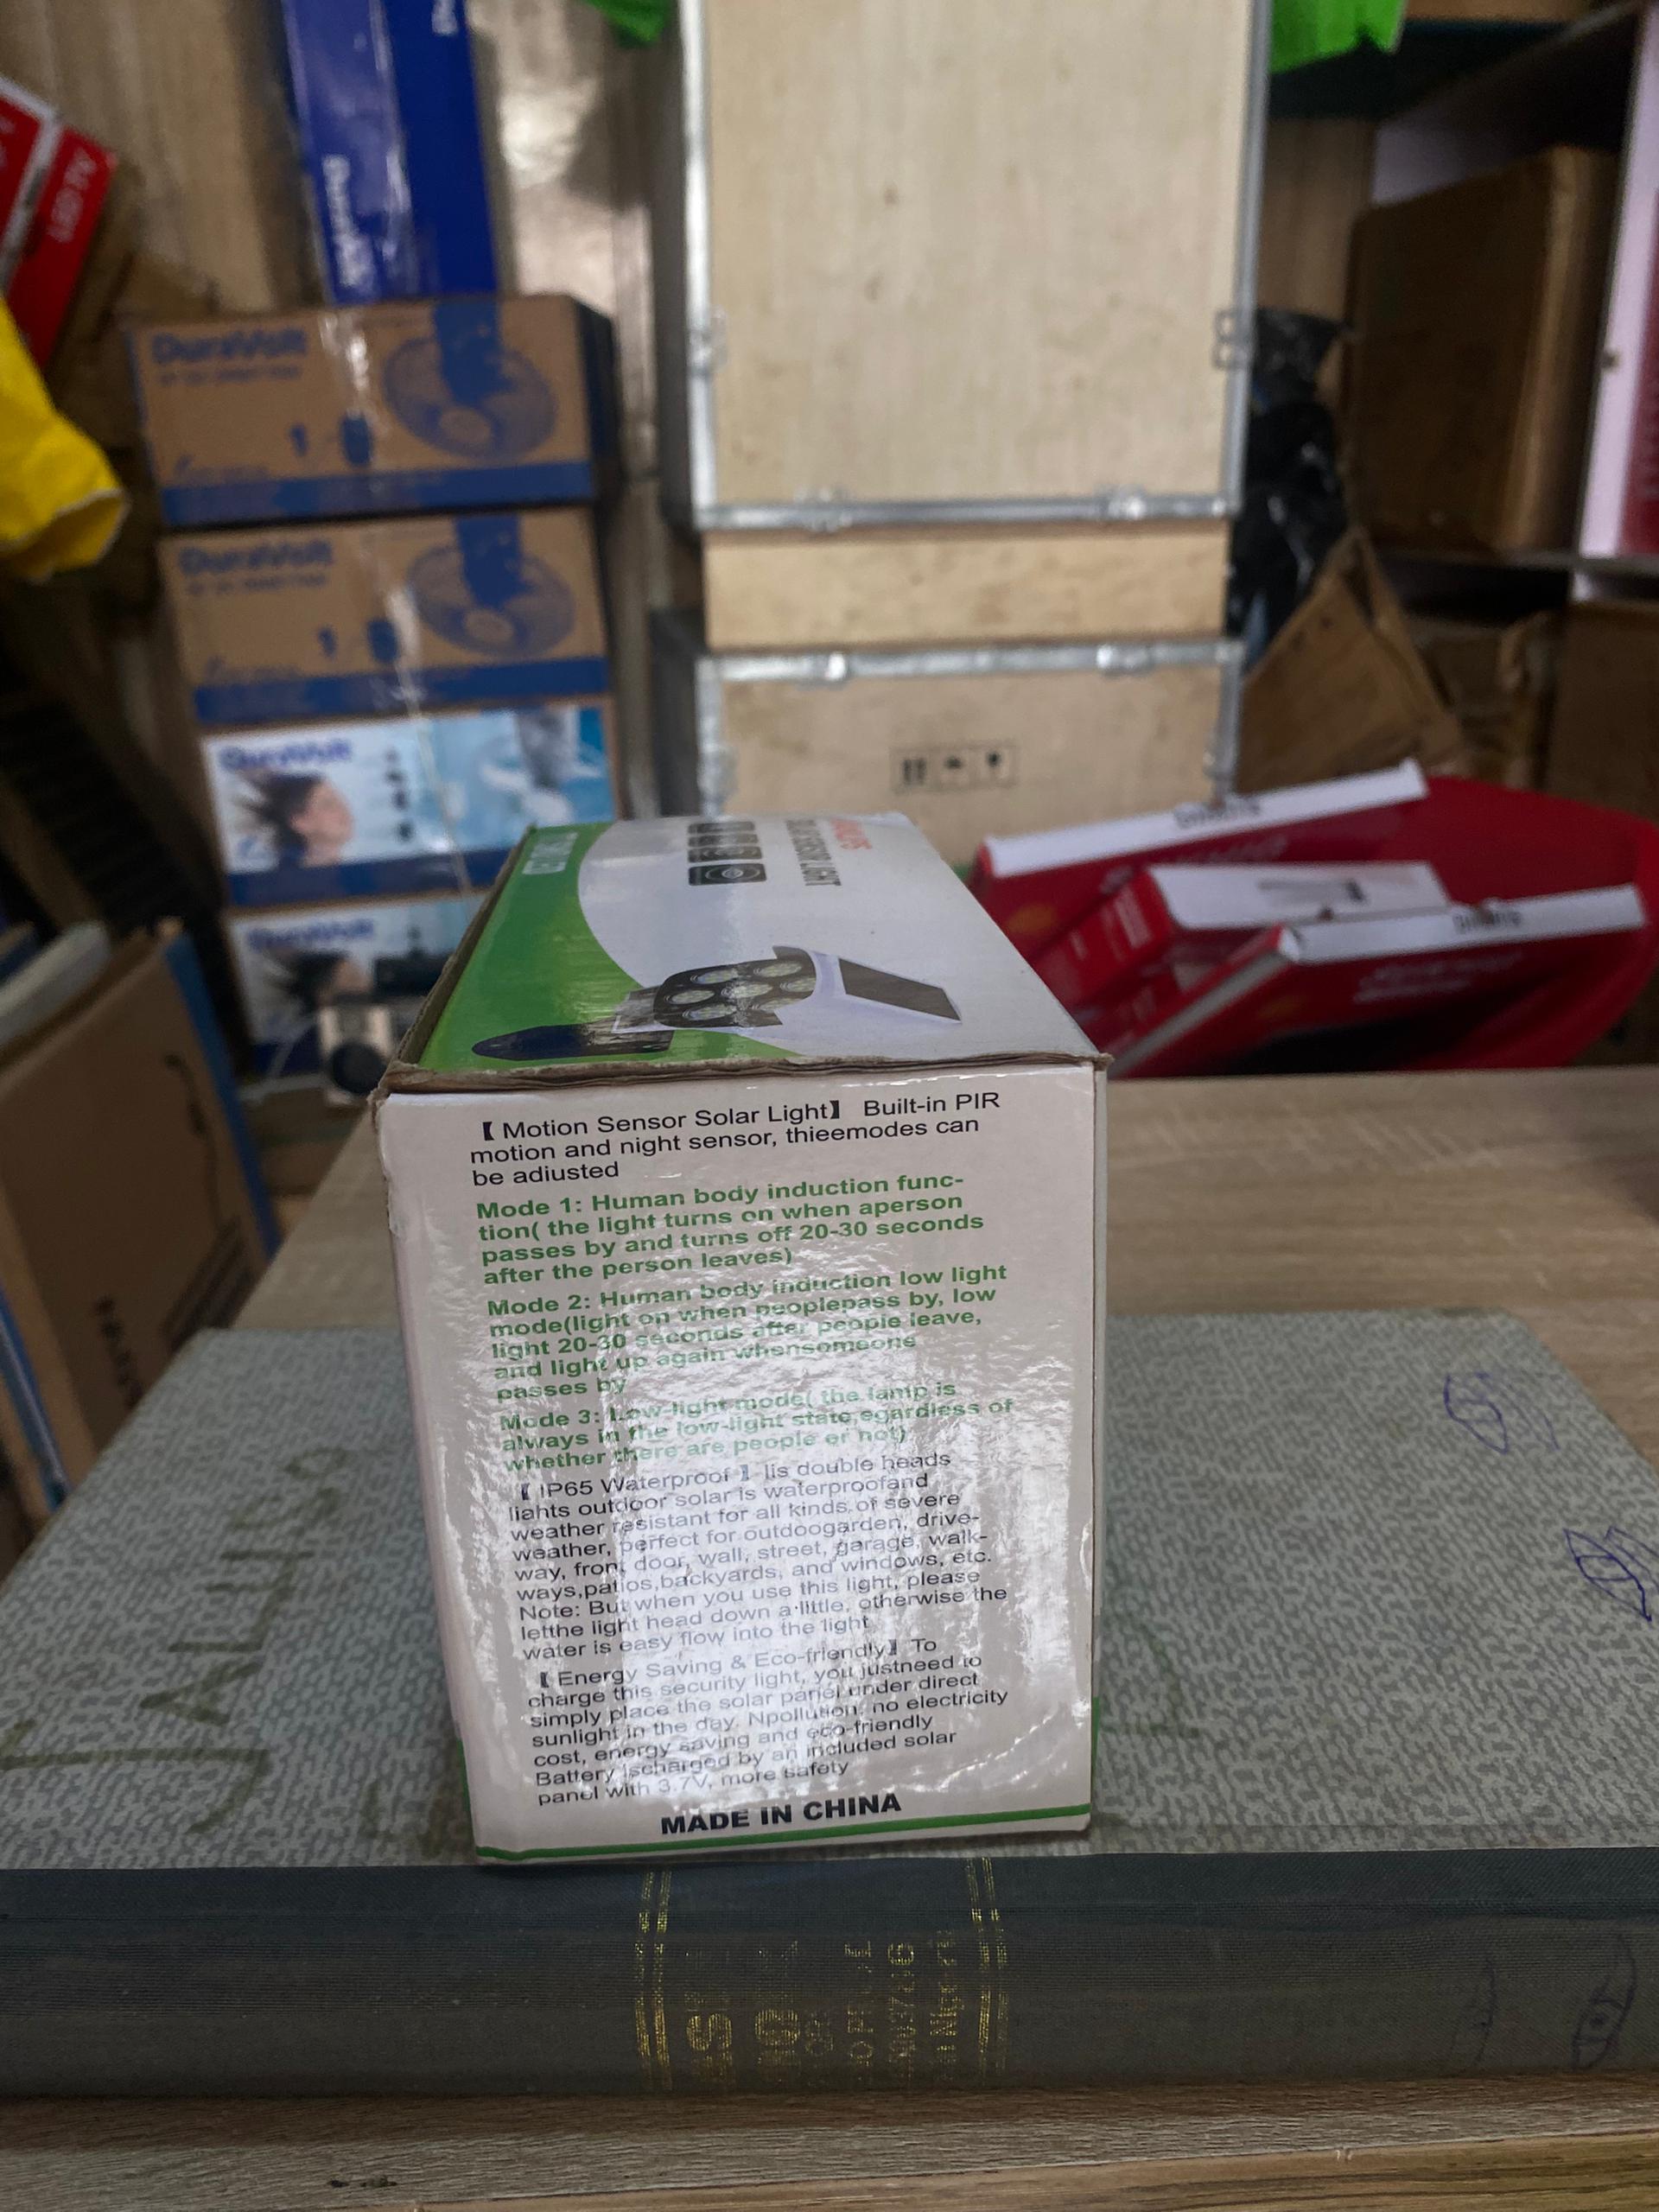 DuraVolt
DuraVolt
DuraVolt
DuraVolt
SOLAR SENSOR LIGHT
【 Motion Sensor Solar Light】 Built-in PIR
motion and night sensor, thieemodes can
be adiusted
Mode 1: Human body induction func-
tion( the light turns on when aperson
passes by and turns off 20-30 seconds
after the person leaves)
Mode 2: Human body induction low light
mode(light on when peoplepass by, low
light 20-30 seconds after people leave,
and light up again whensomeone
passes by
Mode 3: Low-light mode( the lamp is
always in the low-light state,egardless of
whether there are people or not)
【 IP65 Waterproof 】 lis double heads
liahts outdoor solar is waterproofand
weather resistant for all kinds of severe
weather, perfect for outdoogarden, drive-
way, front door, wall, street, garage, walk-
ways,patios,backyards, and windows, etc.
Note: But when you use this light, please
letthe light head down a little, otherwise the
water is easy flow into the light
【 Energy Saving & Eco-friendly】 To
charge this security light, you justneed to
simply place the solar panel under direct
sunlight in the day. Npollution, no electricity
cost, energy saving and eco-friendly
Battery ischarged by an included solar
panel with 3.7V, more safety
MADE IN CHINA